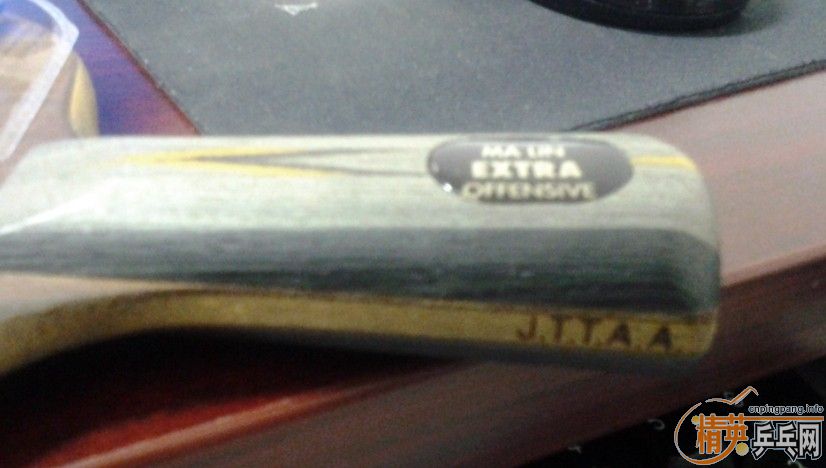 MA LIN
EXTRA
OFFENSIVE
J.T.T.A.A.
cnpingpang.info
精英乒乓网